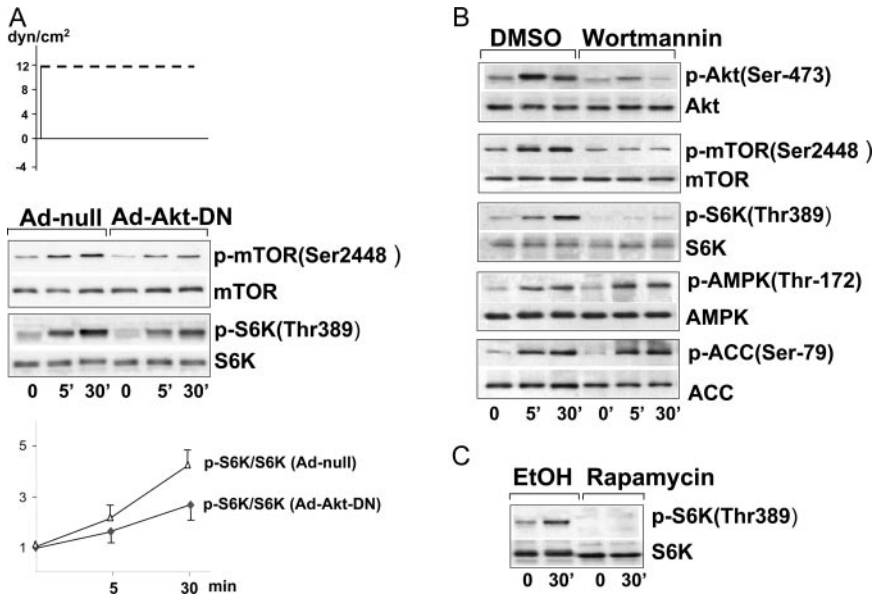 A
dyn/cm²
12
8
4
0
-4
Ad-null Ad-Akt-DN
p-mTOR(Ser2448 )
mTOR
p-S6K(Thr389)
S6K
0 5' 30' 0 5' 30'
5
3
1
p-S6K/S6K (Ad-null)
p-S6K/S6K (Ad-Akt-DN)
5 30
min
B
DMSO Wortmannin
p-Akt(Ser-473)
Akt
p-mTOR(Ser2448 )
mTOR
p-S6K(Thr389)
S6K
p-AMPK(Thr-172)
AMPK
p-ACC(Ser-79)
ACC
0 5' 30' 0' 5' 30'
C
EtOH Rapamycin
p-S6K(Thr389)
S6K
0 30' 0 30'